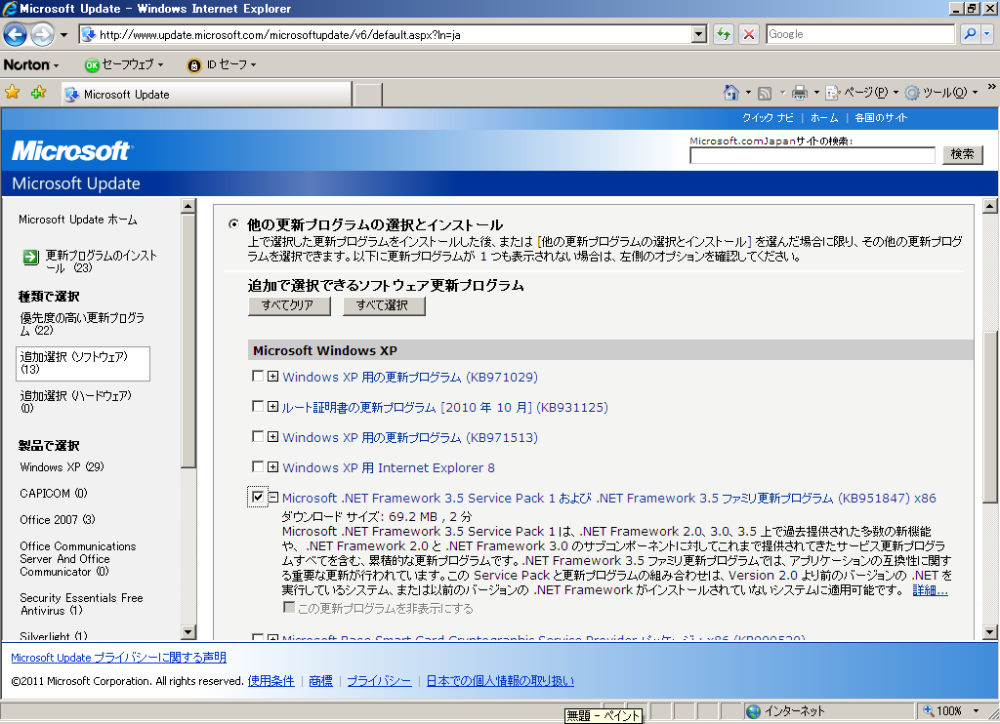 Microsoft Update - Windows Internet Explorer
http://www.update.microsoft.com/microsoftupdate/v6/default.aspx?ln=ja
Google
Norton
OK セーフウェブ
ID セーフ
Microsoft Update
ページ(P)
ツール(O)
クイック ナビ | ホーム | 各国のサイト
Microsoft
Microsoft.comJapanサイトの検索:
検索
Microsoft Update
Microsoft Update ホーム
更新プログラムのインスト
ール (23)
種類で選択
優先度の高い更新プログラ
ム (22)
追加選択 (ソフトウェア)
(13)
追加選択 (ハードウェア)
(0)
製品で選択
Windows XP (29)
CAPICOM (0)
Office 2007 (3)
Office Communications
Server And Office
Communicator (0)
Security Essentials Free
Antivirus (1)
Silverlight (1)
他の更新プログラムの選択とインストール
上で選択した更新プログラムをインストールした後、または [他の更新プログラムの選択とインストール] を選んだ場合に限り、その他の更新プログ
ラムを選択できます。以下に更新プログラムが 1 つも表示されない場合は、左側のオプションを確認してください。
追加で選択できるソフトウェア更新プログラム
すべてクリア
すべて選択
Microsoft Windows XP
Windows XP 用の更新プログラム (KB971029)
ルート証明書の更新プログラム [2010 年 10 月] (KB931125)
Windows XP 用の更新プログラム (KB971513)
Windows XP 用 Internet Explorer 8
Microsoft .NET Framework 3.5 Service Pack 1 および .NET Framework 3.5 ファミリ更新プログラム (KB951847) x86
ダウンロード サイズ: 69.2 MB , 2 分
Microsoft .NET Framework 3.5 Service Pack 1 は、.NET Framework 2.0、3.0、3.5 上で過去提供された多数の新機能
や、.NET Framework 2.0 と .NET Framework 3.0 のサブコンポーネントに対してこれまで提供されてきたサービス更新プログラ
ムすべてを含む、累積的な更新プログラムです。.NET Framework 3.5 ファミリ更新プログラムでは、アプリケーションの互換性に関す
る重要な更新が行われています。この Service Packと更新プログラムの組み合わせは、Version 2.0 より前のバージョンの .NET を
実行しているシステム、または以前のバージョンの .NET Framework がインストールされていないシステムに適用可能です。 詳細...
この更新プログラムを非表示にする
Microsoft Base Smart Card Cryptographic Service Provider パッケージ : x86 (KB909520)
Microsoft Update プライバシーに関する声明
©2011 Microsoft Corporation. All rights reserved. 使用条件 | 商標 | プライバシー | 日本での個人情報の取り扱い
無題 - ペイント
インターネット
100%